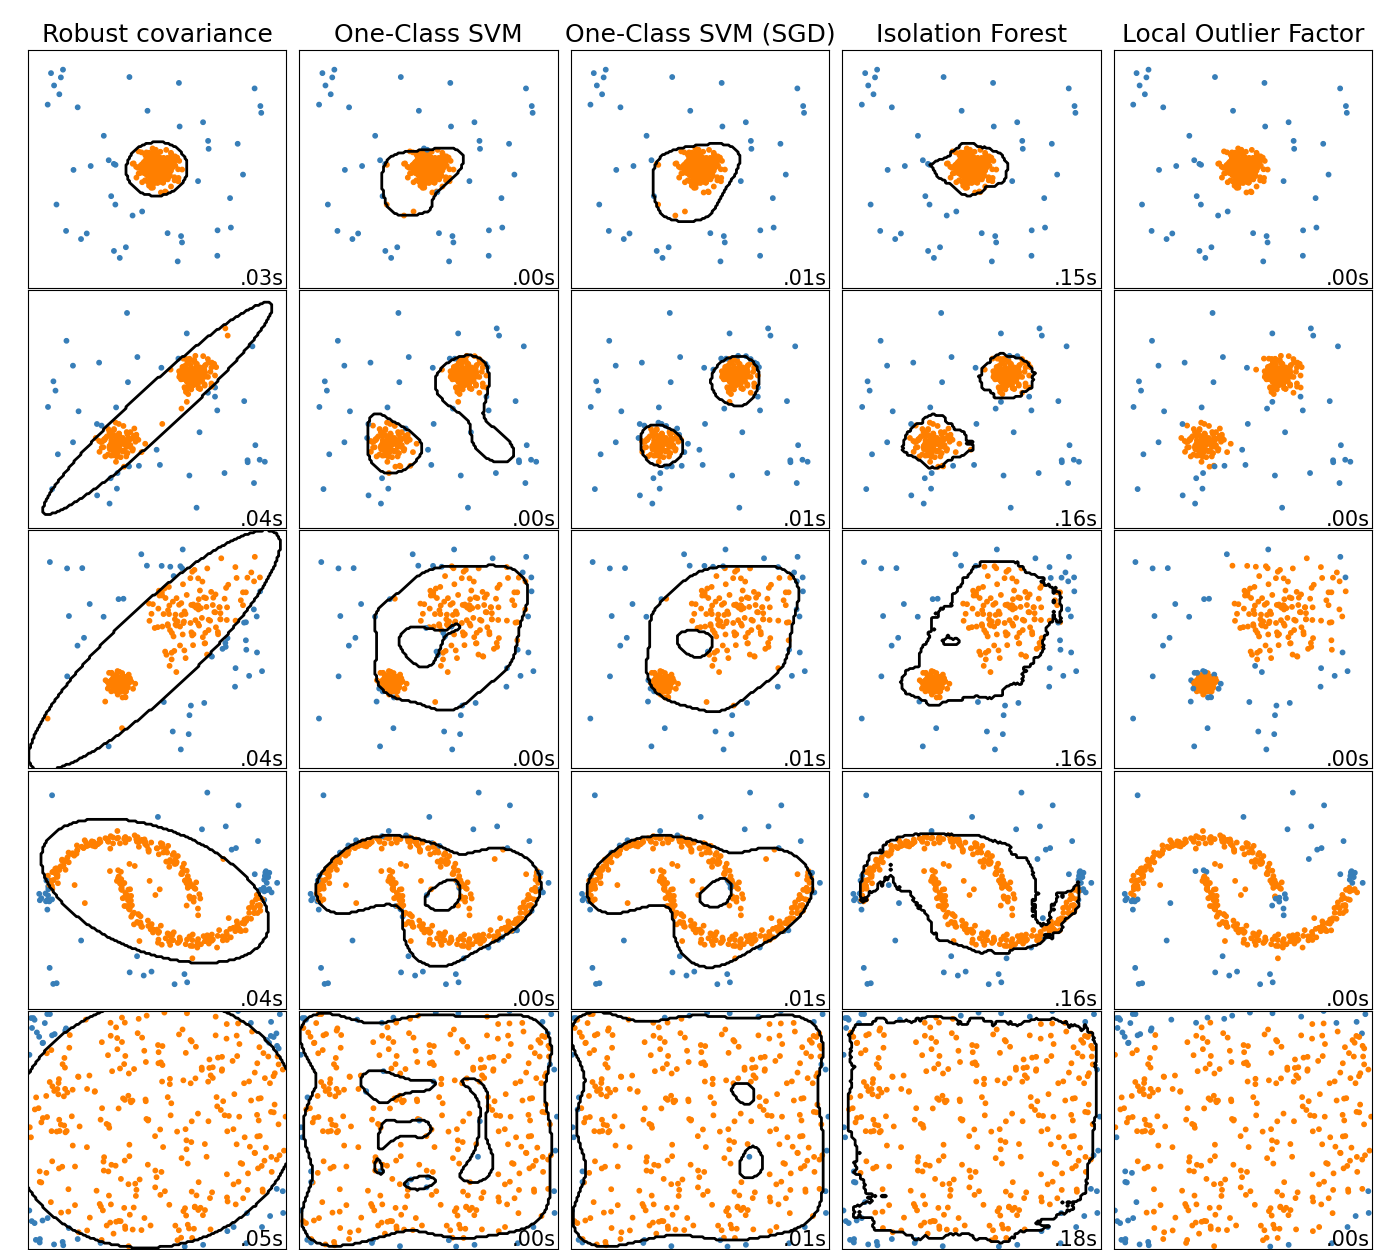 Robust covariance One-Class SVM One-Class SVM (SGD) Isolation Forest Local Outlier Factor
.03s .00s .01s .15s .00s
.04s .00s .01s .16s .00s
.04s .00s .01s .16s .00s
.04s .00s .01s .16s .00s
.05s .00s .01s .18s .00s